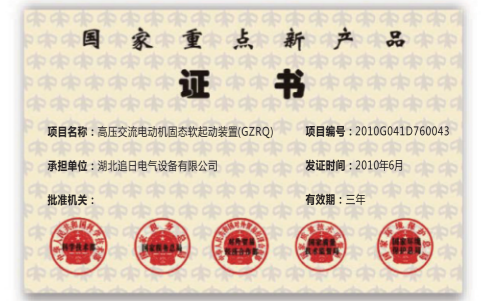 国家重点新产品
证书
项目名称：高压交流电动机固态软起动装置(GZRQ)
项目编号：2010G041D760043
承担单位：湖北追日电气设备有限公司
发证时间：2010年6月
批准机关：
有效期：三年